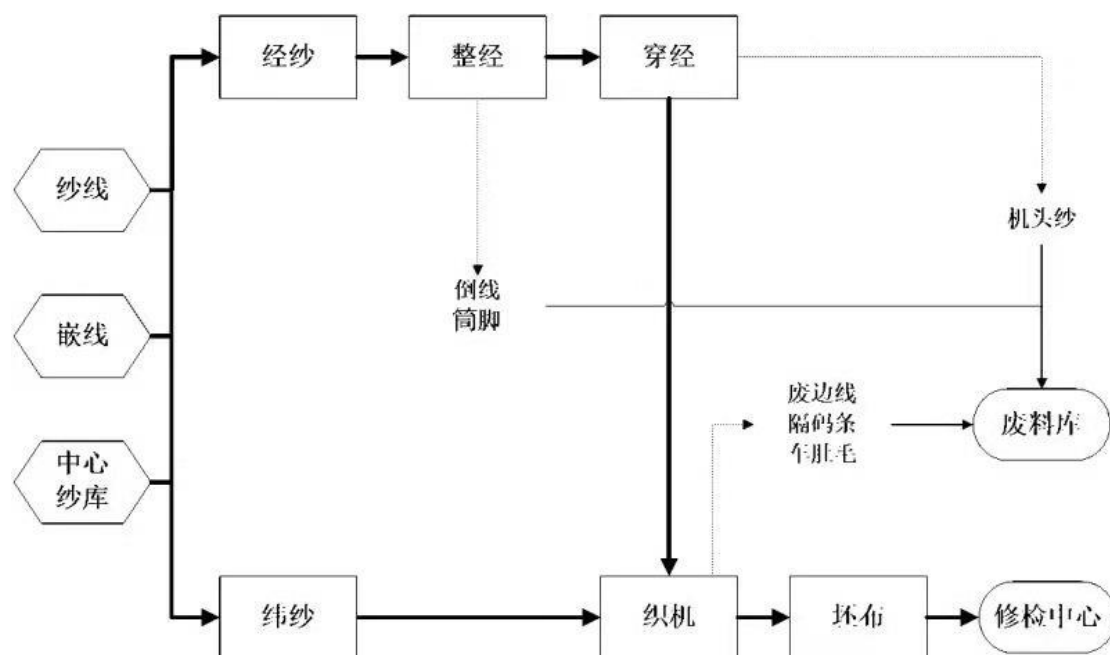 经纱
整经
穿经
纱线
机头纱
倒线
筒脚
嵌线
废边线
隔码条
车肚毛
废料库
中心
纱库
纬纱
织机
坯布
修检中心